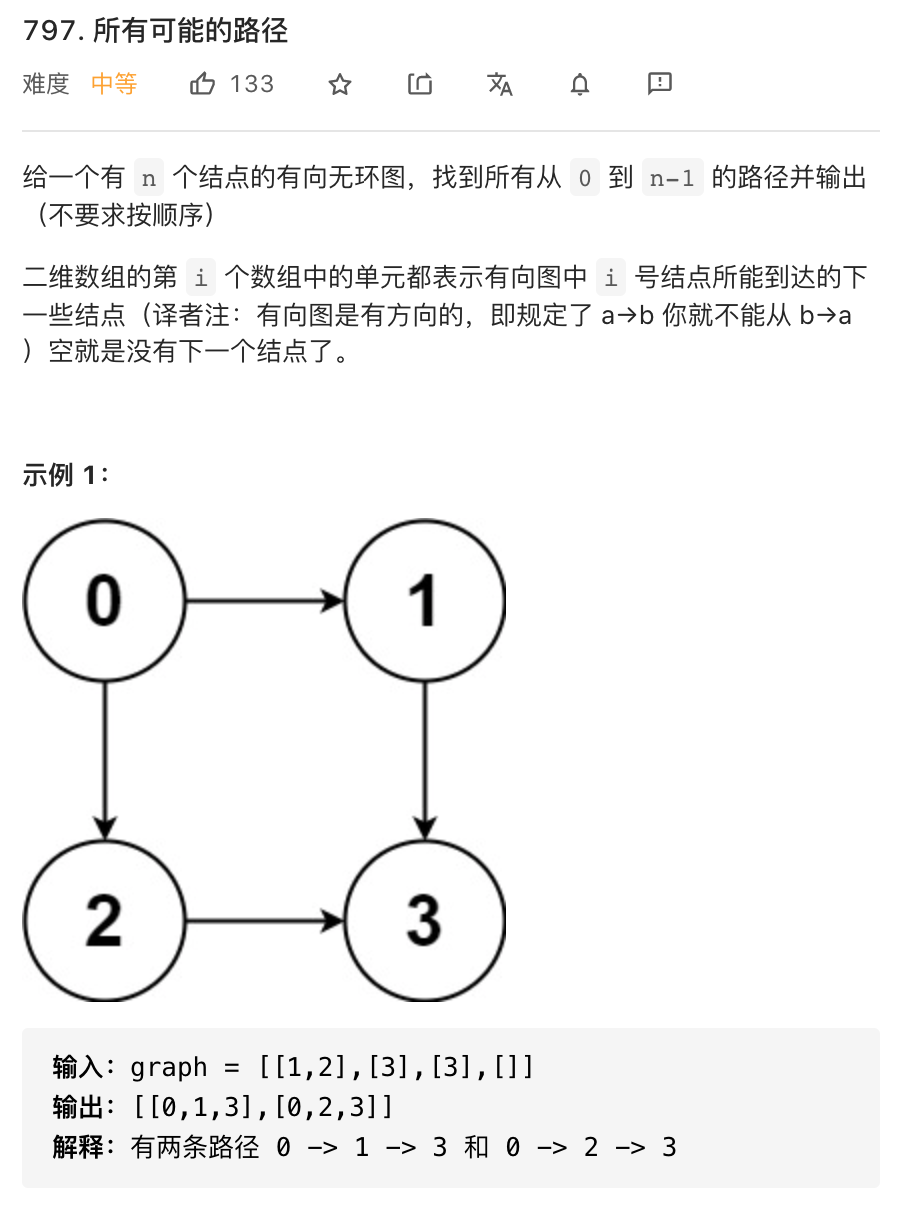 797. 所有可能的路径
难度 中等 133
给一个有 n 个结点的有向无环图，找到所有从 0 到 n-1 的路径并输出
（不要求按顺序）
二维数组的第 i 个数组中的单元都表示有向图中 i 号结点所能到达的下
一些结点（译者注：有向图是有方向的，即规定了 a→b 你就不能从 b→a
）空就是没有下一个结点了。
示例 1：
0 1
2 3
输入：graph = [[1,2],[3],[3],[]]
输出：[[0,1,3],[0,2,3]]
解释：有两条路径 0 -> 1 -> 3 和 0 -> 2 -> 3